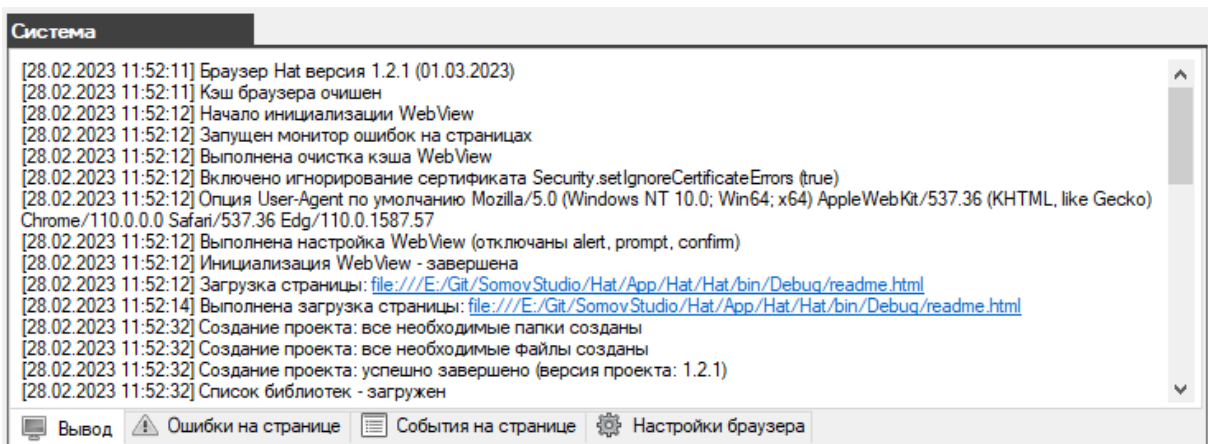 Система
[28.02.2023 11:52:11] Браузер Hat версия 1.2.1 (01.03.2023)
[28.02.2023 11:52:11] Кэш браузера очишен
[28.02.2023 11:52:12] Начало инициализации WebView
[28.02.2023 11:52:12] Запущен монитор ошибок на страницах
[28.02.2023 11:52:12] Выполнена очистка кэша WebView
[28.02.2023 11:52:12] Включено игнорирование сертификата Security.setIgnoreCertificateErrors (true)
[28.02.2023 11:52:12] Опция User-Agent по умолчанию Mozilla/5.0 (Windows NT 10.0; Win64; x64) AppleWebKit/537.36 (KHTML, like Gecko)
Chrome/110.0.0.0 Safari/537.36 Edg/110.0.1587.57
[28.02.2023 11:52:12] Выполнена настройка WebView (отключаны alert, prompt, confirm)
[28.02.2023 11:52:12] Инициализация WebView - завершена
[28.02.2023 11:52:12] Загрузка страницы: file:///E:/Git/SomovStudio/Hat/App/Hat/Hat/bin/Debug/readme.html
[28.02.2023 11:52:14] Выполнена загрузка страницы: file:///E:/Git/SomovStudio/Hat/App/Hat/Hat/bin/Debug/readme.html
[28.02.2023 11:52:32] Создание проекта: все необходимые папки созданы
[28.02.2023 11:52:32] Создание проекта: все необходимые файлы созданы
[28.02.2023 11:52:32] Создание проекта: успешно завершено (версия проекта: 1.2.1)
[28.02.2023 11:52:32] Список библиотек - загружен
Вывод Ошибки на странице События на странице Настройки браузера